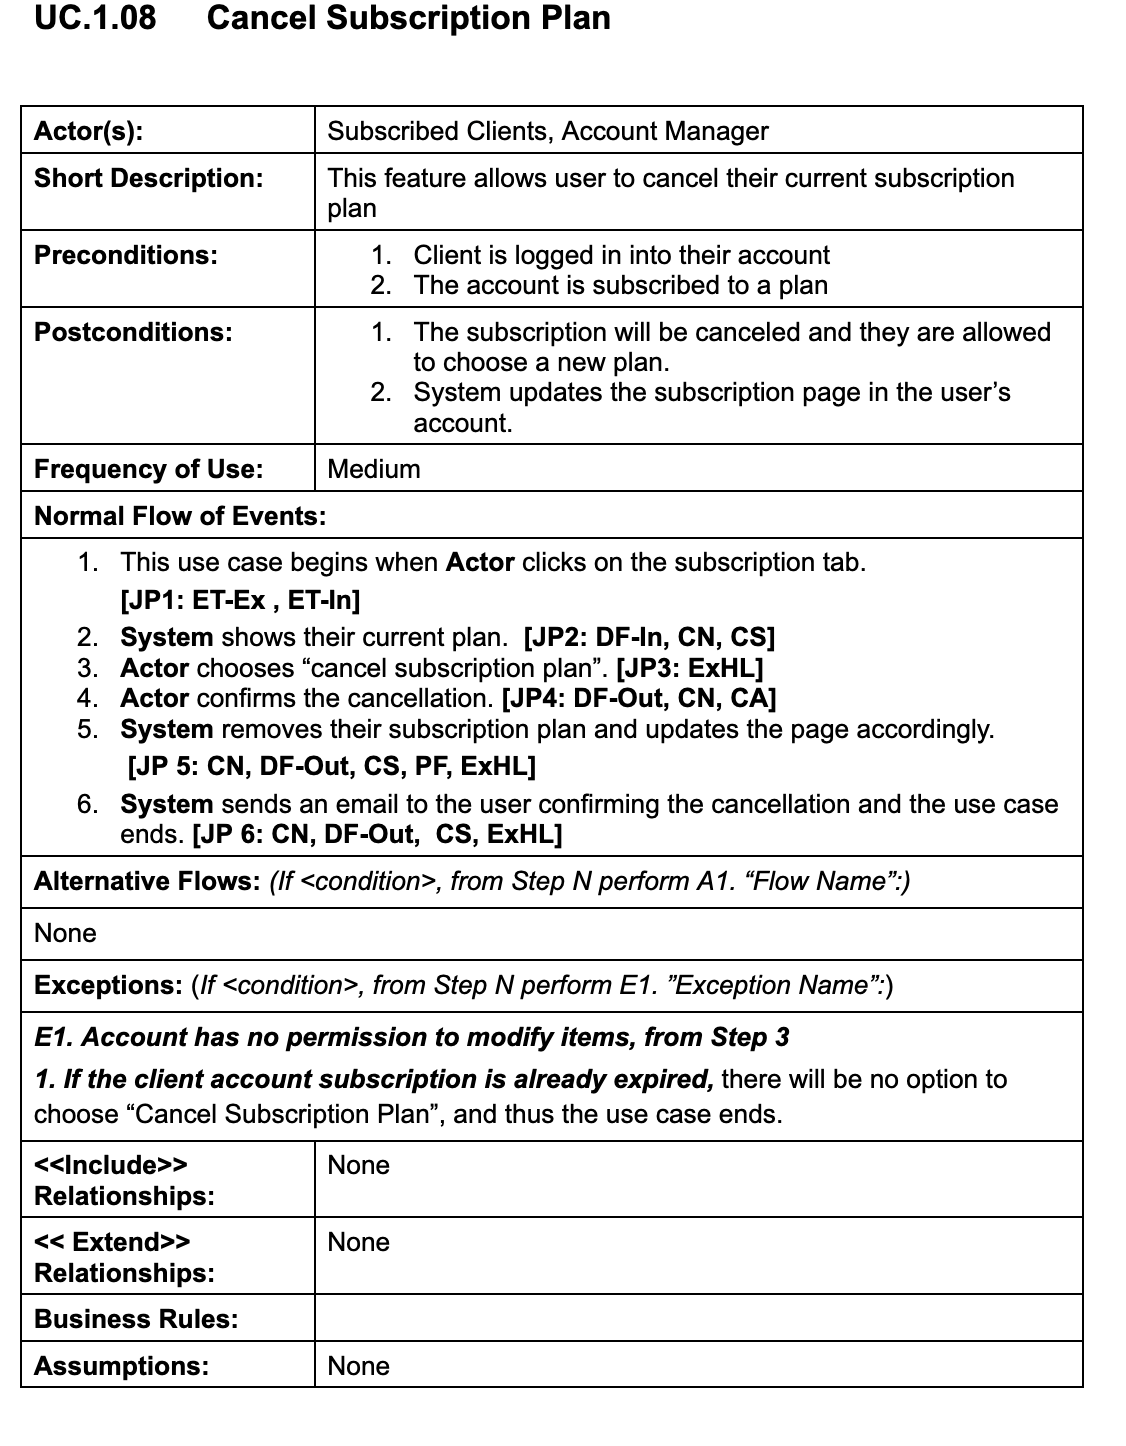 UC.1.08 Cancel Subscription Plan
Actor(s):
Subscribed Clients, Account Manager
Short Description:
This feature allows user to cancel their current subscription
plan
Preconditions:
1. Client is logged in into their account
2. The account is subscribed to a plan
Postconditions:
1. The subscription will be canceled and they are allowed
to choose a new plan.
2. System updates the subscription page in the user’s
account.
Frequency of Use:
Medium
Normal Flow of Events:
1. This use case begins when Actor clicks on the subscription tab.
[JP1: ET-Ex , ET-In]
2. System shows their current plan. [JP2: DF-In, CN, CS]
3. Actor chooses “cancel subscription plan”. [JP3: ExHL]
4. Actor confirms the cancellation. [JP4: DF-Out, CN, CA]
5. System removes their subscription plan and updates the page accordingly.
[JP 5: CN, DF-Out, CS, PF, ExHL]
6. System sends an email to the user confirming the cancellation and the use case
ends. [JP 6: CN, DF-Out, CS, ExHL]
Alternative Flows: (If <condition>, from Step N perform A1. “Flow Name”:)
None
Exceptions: (If <condition>, from Step N perform E1. ”Exception Name”:)
E1. Account has no permission to modify items, from Step 3
1. If the client account subscription is already expired, there will be no option to
choose “Cancel Subscription Plan”, and thus the use case ends.
<<Include>>
Relationships:
None
<< Extend>>
Relationships:
None
Business Rules:
Assumptions:
None